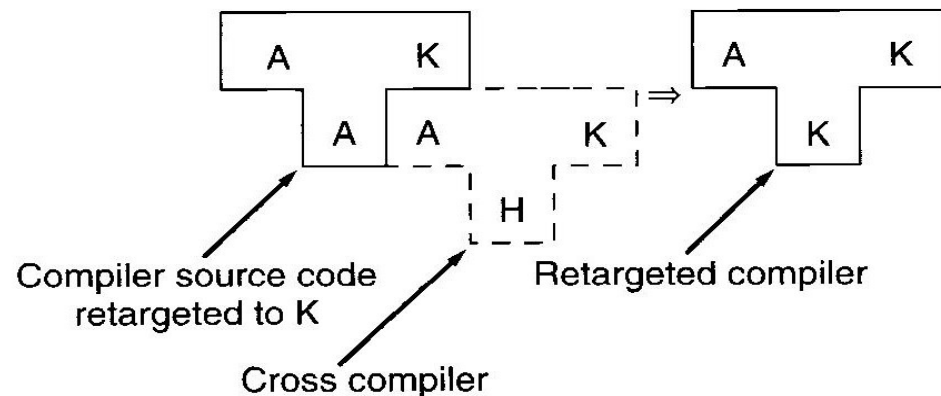 A K A K
A A K ⇒ K
H
Compiler source code
retargeted to K
Retargeted compiler
Cross compiler